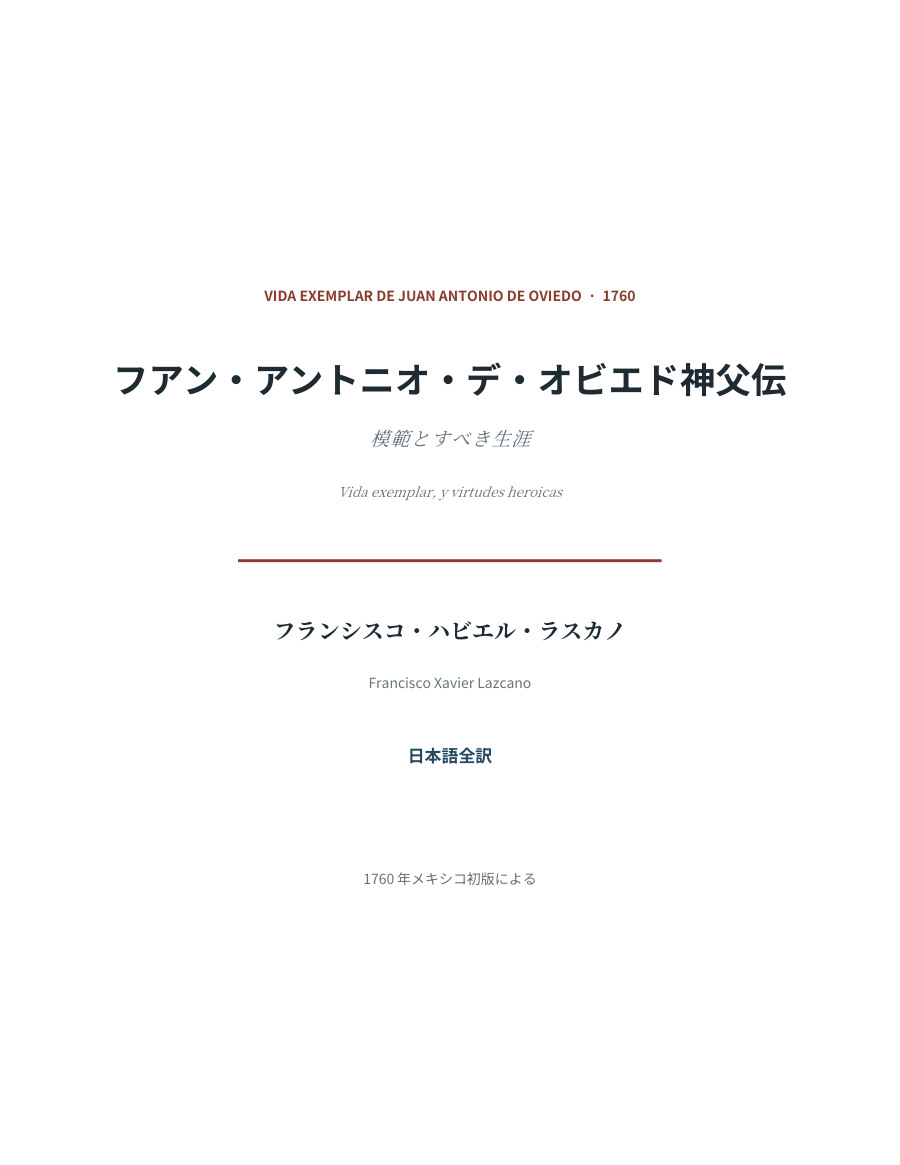 VIDA EXEMPLAR DE JUAN ANTONIO DE OVIEDO · 1760
フアン・アントニオ・デ・オビエド神父伝
模範とすべき生涯
Vida exemplar, y virtudes heroicas
フランシスコ・ハビエル・ラスカノ
Francisco Xavier Lazcano
日本語全訳
1760 年メキシコ初版による